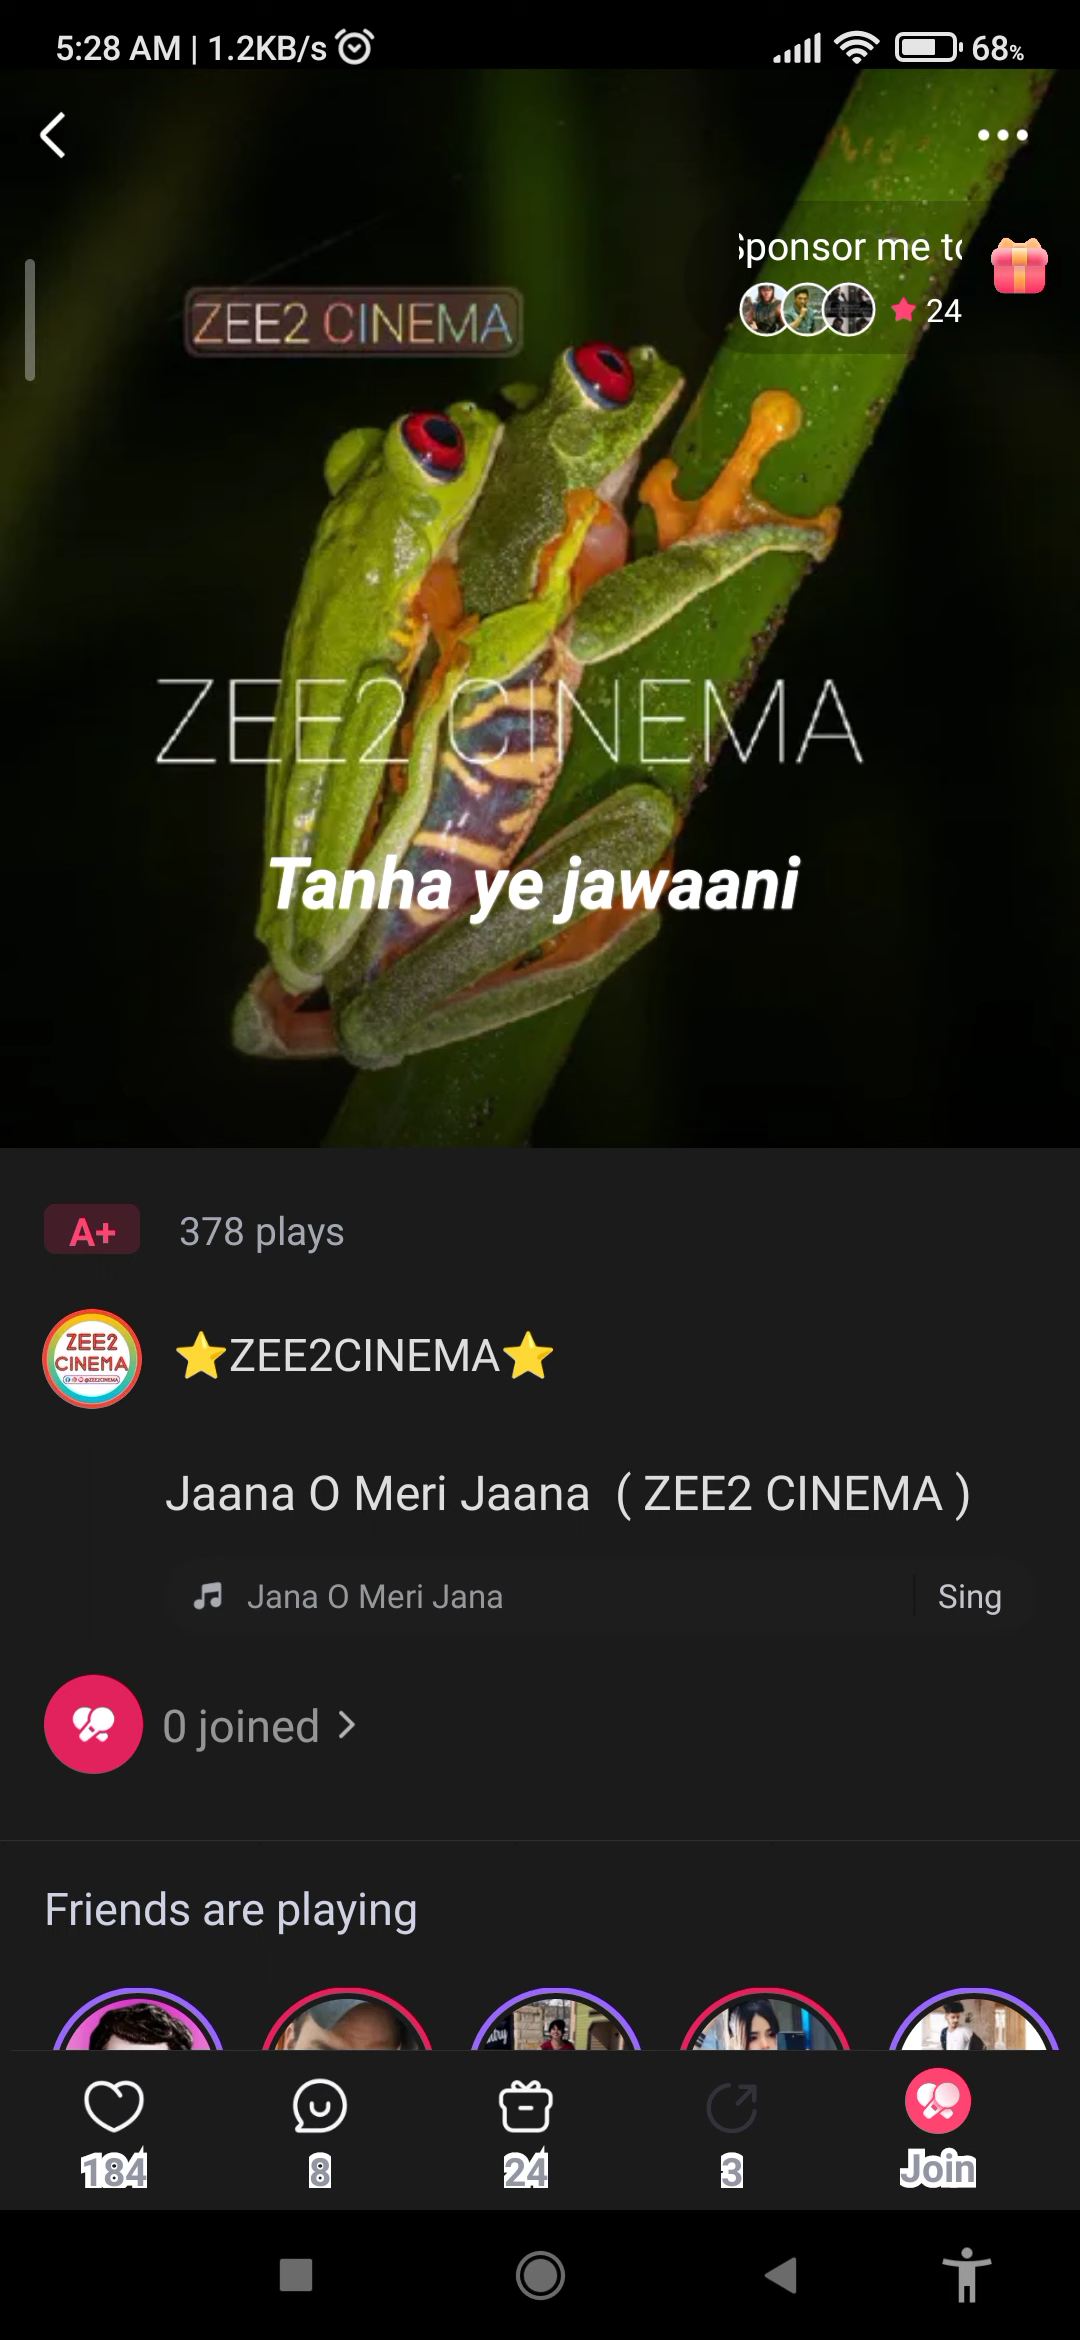 5:28 AM | 1.2KB/s
68%
Sponsor me to
24
ZEE2 CINEMA
ZEE2 CINEMA
Tanha ye jawaani
A+ 378 plays
ZEE2
CINEMA
⭐ZEE2CINEMA⭐
Jaana O Meri Jaana ( ZEE2 CINEMA )
Jana O Meri Jana
Sing
0 joined >
Friends are playing
184
8
24
3
Join